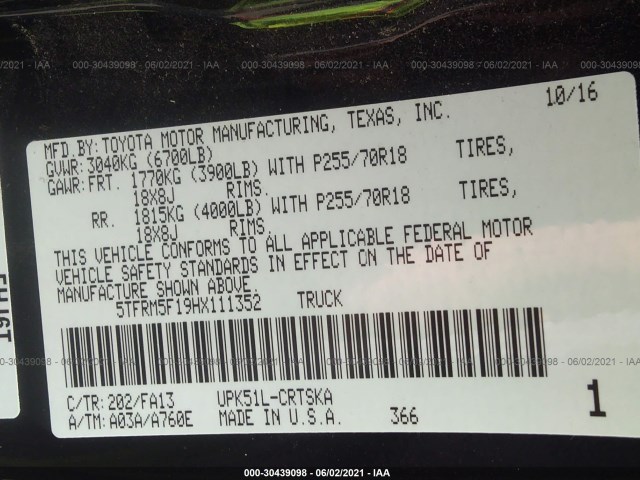 000-30439098 - 06/02/2021 - IAA
MFD.BY:TOYOTA MOTOR MANUFACTURING, TEXAS, INC. 10/16
GVWR: 3040KG (6700LB)
GAWR:FRT. 1770KG (3900LB) WITH P255/70R18 TIRES,
18X8J RIMS.
RR. 1815KG (4000LB) WITH P255/70R18 TIRES,
18X8J RIMS.
THIS VEHICLE CONFORMS TO ALL APPLICABLE FEDERAL MOTOR
VEHICLE SAFETY STANDARDS IN EFFECT ON THE DATE OF
MANUFACTURE SHOWN ABOVE.
5TFRM5F19HX111352 TRUCK
C/TR: 202/FA13 UPK51L-CRTSKA
A/TM: A03A/A760E MADE IN U.S.A. 366 1
000-30439098 - 06/02/2021 - IAA